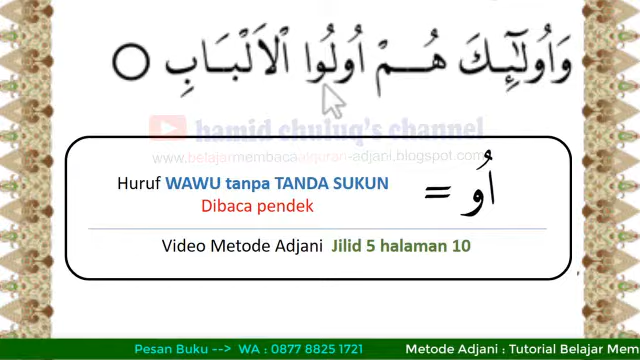 وَاُولٰٓئِكَ هُمْ اُولُوا الْاَلْبَابِ
hamid chuluq's channel
www.belajarmembacaalquran-adjani.blogspot.com
Huruf WAWU tanpa TANDA SUKUN = اُو
Dibaca pendek
Video Metode Adjani Jilid 5 halaman 10
Pesan Buku --> WA : 0877 8825 1721 Metode Adjani : Tutorial Belajar Mem